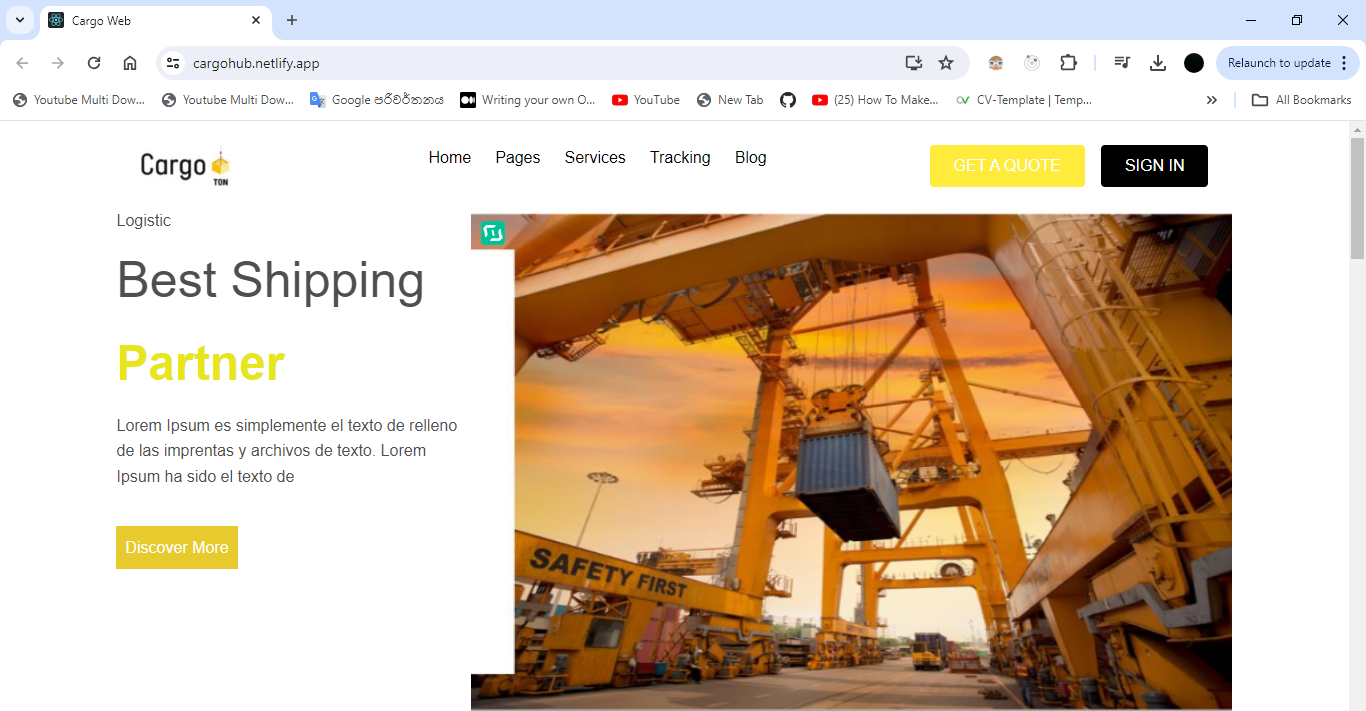 Cargo Web
cargohub.netlify.app
Relaunch to update
Youtube Multi Dow...
Youtube Multi Dow...
Google පරිවර්තනය
Writing your own O...
YouTube
New Tab
(25) How To Make...
CV-Template | Temp...
All Bookmarks
Cargo
TON
Home
Pages
Services
Tracking
Blog
GET A QUOTE
SIGN IN
Logistic
Best Shipping
Partner
Lorem Ipsum es simplemente el texto de relleno
de las imprentas y archivos de texto. Lorem
Ipsum ha sido el texto de
Discover More
SAFETY FIRST